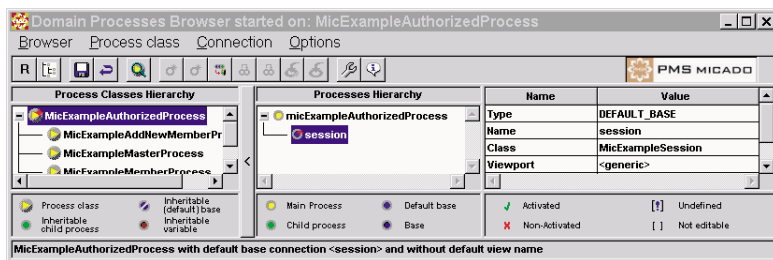 Domain Processes Browser started on: MicExampleAuthorizedProcess
Browser Process class Connection Options
R PMS MICADO
Process Classes Hierarchy Processes Hierarchy Name Value
MicExampleAuthorizedProcess micExampleAuthorizedProcess Type DEFAULT_BASE
MicExampleAddNewMemberPr session Name session
MicExampleMasterProcess Class MicExampleSession
MicExampleMemberProcess Viewport <generic>
Process class Inheritable (default) base Main Process Default base Activated [!] Undefined
Inheritable child process Inheritable variable Child process Base X Non-Activated [ ] Not editable
MicExampleAuthorizedProcess with default base connection <session> and without default view name